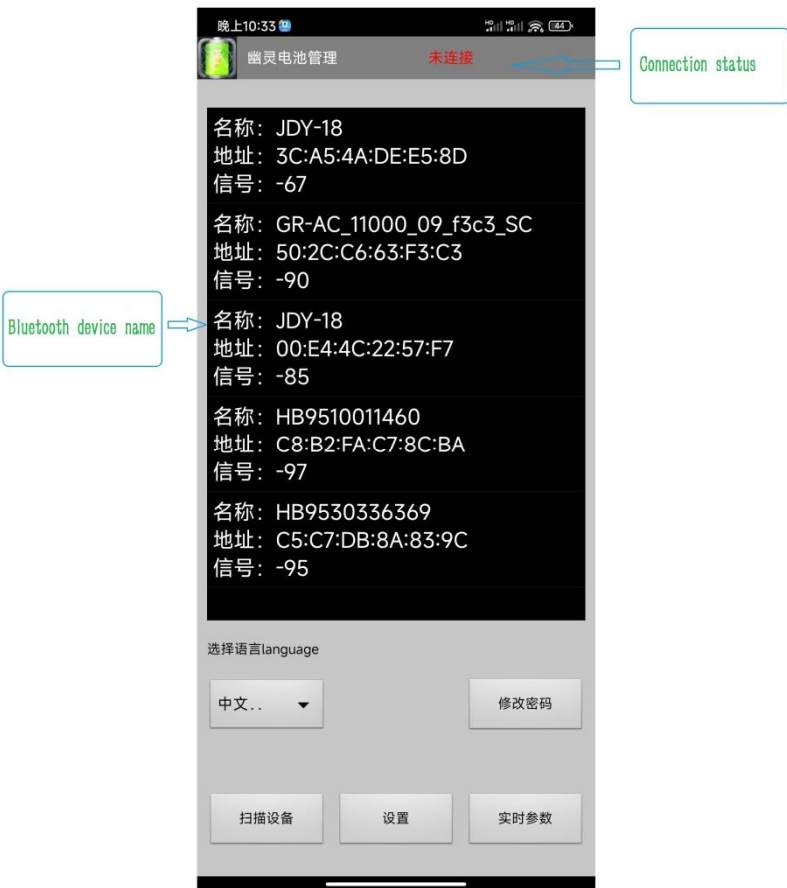 晚上10:33
HD HD 44
幽灵电池管理 未连接
Connection status
名称：JDY-18
地址：3C:A5:4A:DE:E5:8D
信号：-67
名称：GR-AC_11000_09_f3c3_SC
地址：50:2C:C6:63:F3:C3
信号：-90
Bluetooth device name
名称：JDY-18
地址：00:E4:4C:22:57:F7
信号：-85
名称：HB9510011460
地址：C8:B2:FA:C7:8C:BA
信号：-97
名称：HB9530336369
地址：C5:C7:DB:8A:83:9C
信号：-95
选择语言language
中文..
修改密码
扫描设备
设置
实时参数